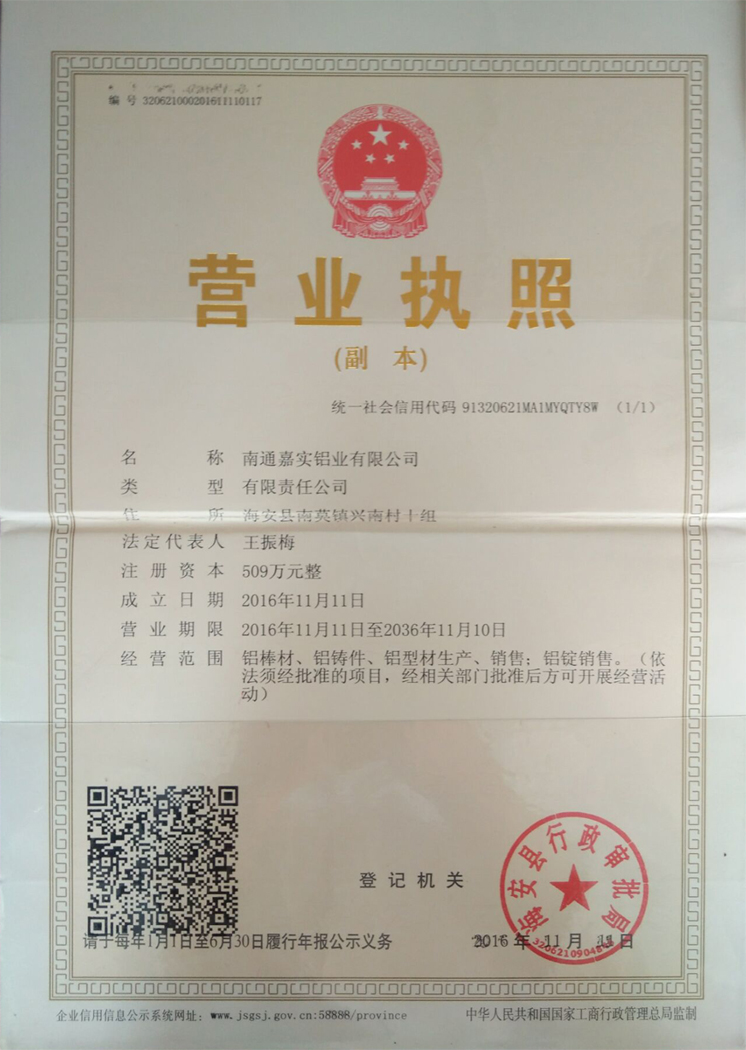 编 号 320621000201611110117
营业执照
(副 本)
统一社会信用代码 91320621MA1MYQTY8W (1/1)
名 称 南通嘉实铝业有限公司
类 型 有限责任公司
住 所 海安县南莫镇兴南村十组
法定代表人 王振梅
注册资本 509万元整
成立日期 2016年11月11日
营业期限 2016年11月11日至2036年11月10日
经营范围 铝棒材、铝铸件、铝型材生产、销售;铝锭销售。(依
法须经批准的项目,经相关部门批准后方可开展经营活
动)
登记机关
海安县行政审批局
请于每年1月1日至6月30日履行年报公示义务
2016 年 11 月 日
企业信用信息公示系统网址:www.jsgsj.gov.cn:58888/province
中华人民共和国国家工商行政管理总局监制